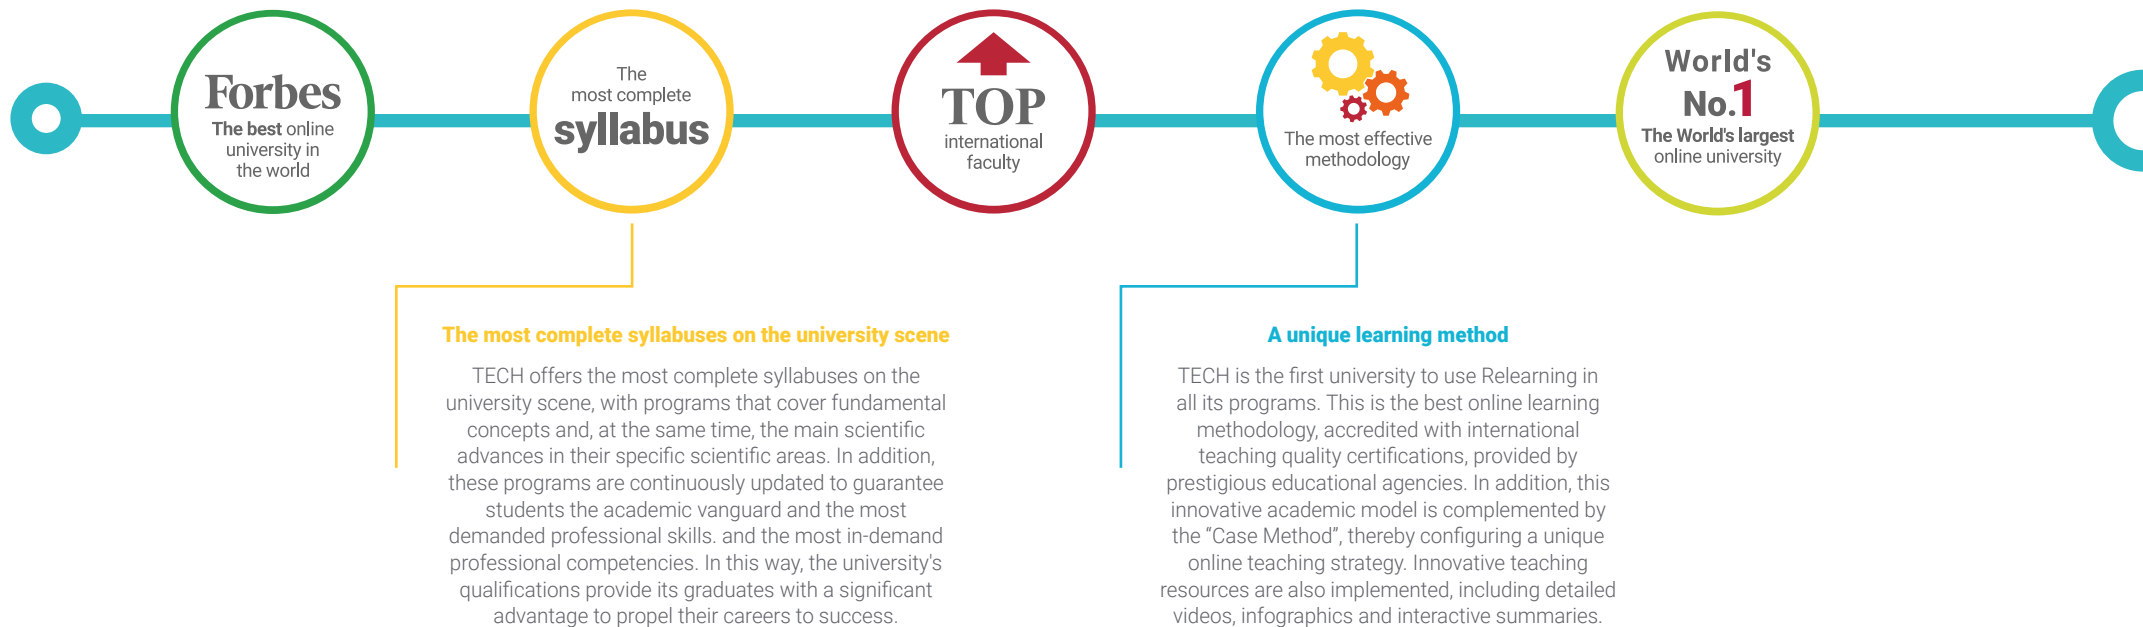 Forbes
The best online
university in
the world
The
most complete
syllabus
TOP
international
faculty
The most effective
methodology
World's
No.1
The World's largest
online university
The most complete syllabuses on the university scene
TECH offers the most complete syllabuses on the
university scene, with programs that cover fundamental
concepts and, at the same time, the main scientific
advances in their specific scientific areas. In addition,
these programs are continuously updated to guarantee
students the academic vanguard and the most
demanded professional skills. and the most in-demand
professional competencies. In this way, the university's
qualifications provide its graduates with a significant
advantage to propel their careers to success.
A unique learning method
TECH is the first university to use Relearning in
all its programs. This is the best online learning
methodology, accredited with international
teaching quality certifications, provided by
prestigious educational agencies. In addition, this
innovative academic model is complemented by
the “Case Method”, thereby configuring a unique
online teaching strategy. Innovative teaching
resources are also implemented, including detailed
videos, infographics and interactive summaries.